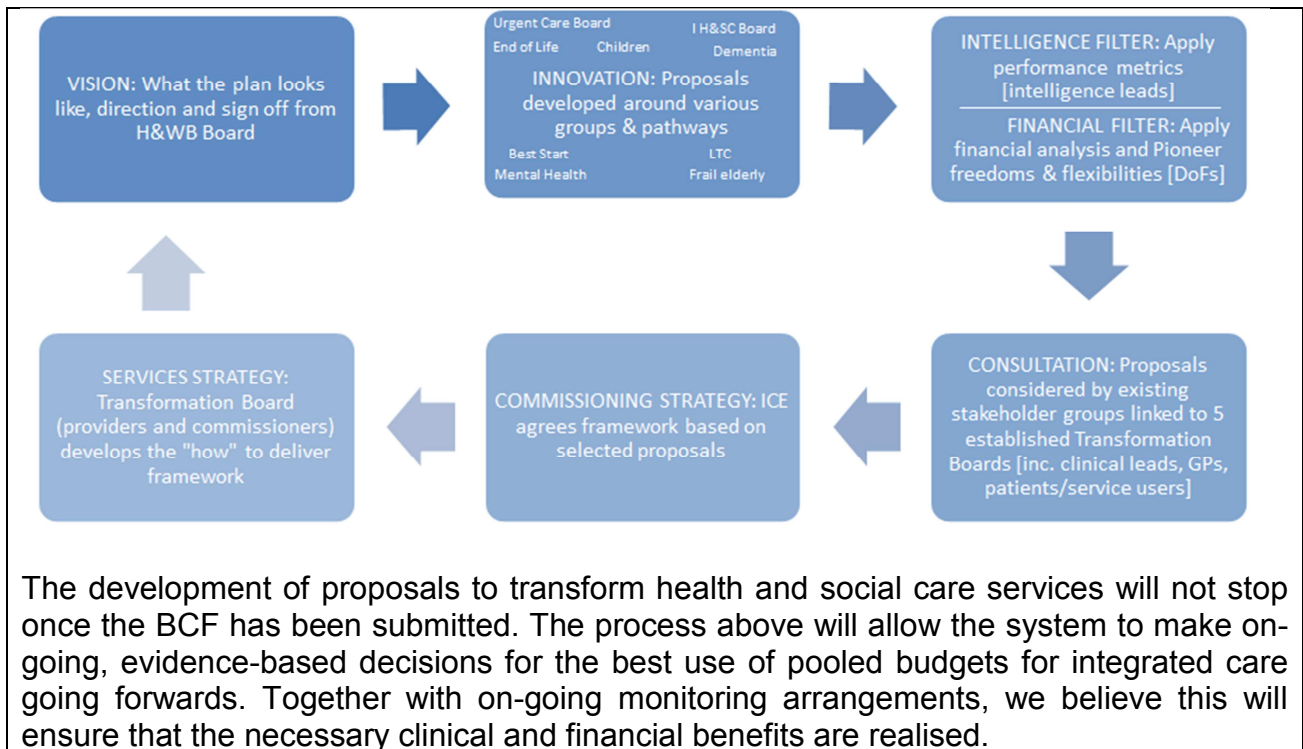 VISION: What the plan looks
like, direction and sign off from
H&WB Board
Urgent Care Board
I H&SC Board
End of Life
Children
Dementia
INNOVATION: Proposals
developed around various
groups & pathways
Best Start
LTC
Mental Health
Frail elderly
INTELLIGENCE FILTER: Apply
performance metrics
[intelligence leads]
FINANCIAL FILTER: Apply
financial analysis and Pioneer
freedoms & flexibilities [DoFs]
CONSULTATION: Proposals
considered by existing
stakeholder groups linked to 5
established Transformation
Boards [inc. clinical leads, GPs,
patients/service users]
COMMISSIONING STRATEGY: ICE
agrees framework based on
selected proposals
SERVICES STRATEGY:
Transformation Board
(providers and commissioners)
develops the "how" to deliver
framework
The development of proposals to transform health and social care services will not stop
once the BCF has been submitted. The process above will allow the system to make on-
going, evidence-based decisions for the best use of pooled budgets for integrated care
going forwards. Together with on-going monitoring arrangements, we believe this will
ensure that the necessary clinical and financial benefits are realised.